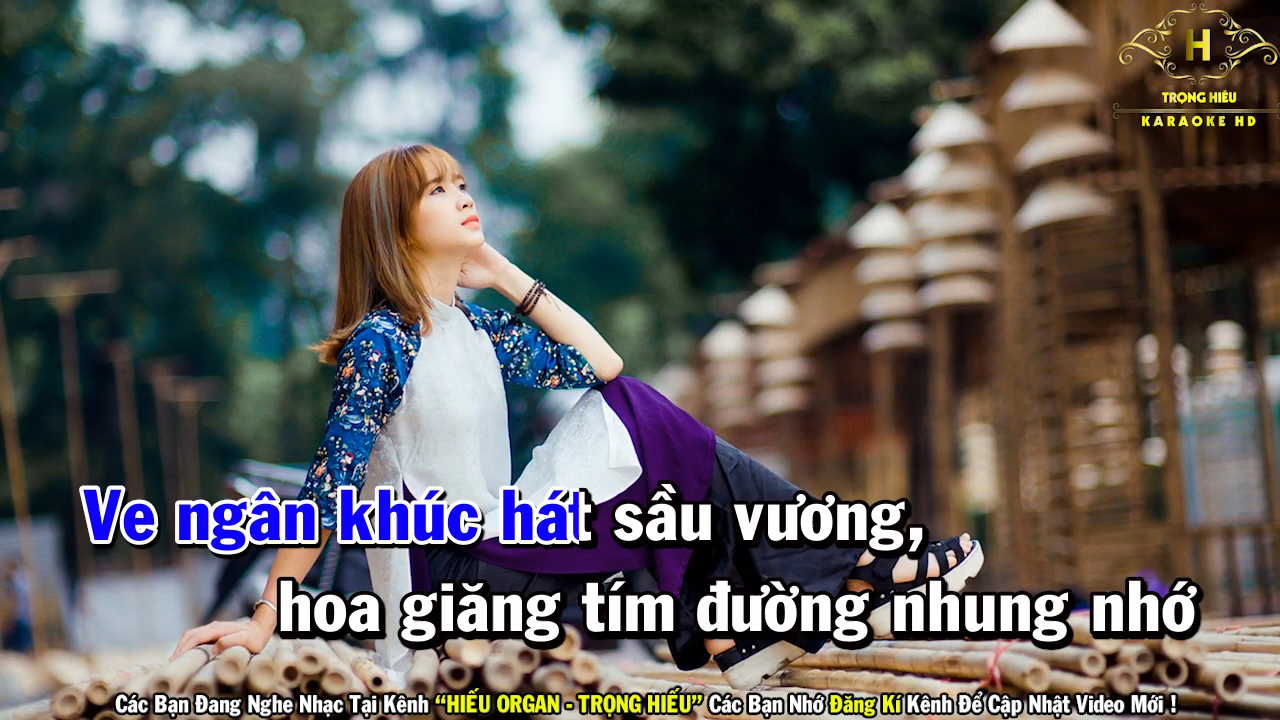 H
TRỌNG HIẾU
KARAOKE HD
Ve ngân khúc hát sầu vương,
hoa giăng tím đường nhung nhớ
Các Bạn Đang Nghe Nhạc Tại Kênh “HIẾU ORGAN - TRỌNG HIẾU” Các Bạn Nhớ Đăng Kí Kênh Để Cập Nhật Video Mới !